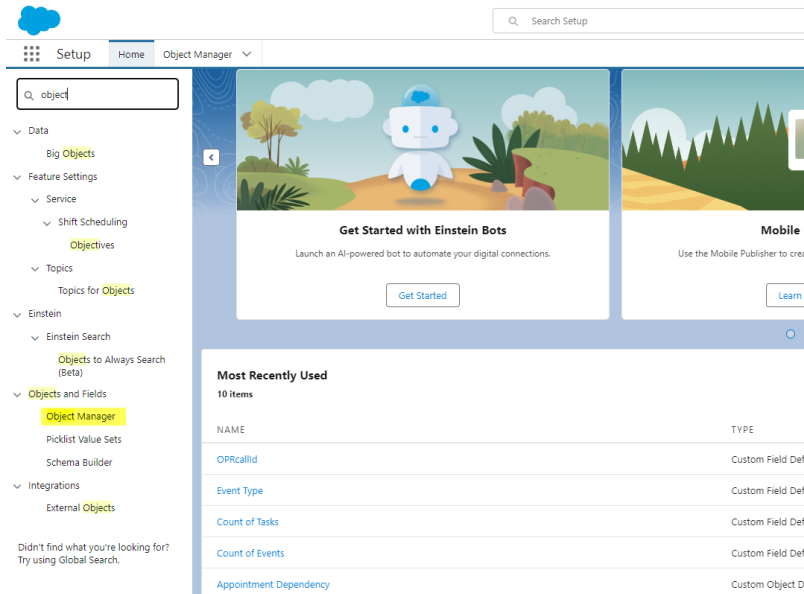 Search Setup
Setup
Home
Object Manager
object
Data
Big Objects
Feature Settings
Service
Shift Scheduling
Objectives
Topics
Topics for Objects
Einstein
Einstein Search
Objects to Always Search
(Beta)
Objects and Fields
Object Manager
Picklist Value Sets
Schema Builder
Integrations
External Objects
Didn't find what you're looking for?
Try using Global Search.
Get Started with Einstein Bots
Launch an AI-powered bot to automate your digital connections.
Get Started
Mobile
Use the Mobile Publisher to crea
Learn
Most Recently Used
10 items
NAME TYPE
OPRcallId Custom Field Def
Event Type Custom Field Def
Count of Tasks Custom Field Def
Count of Events Custom Field Def
Appointment Dependency Custom Object D